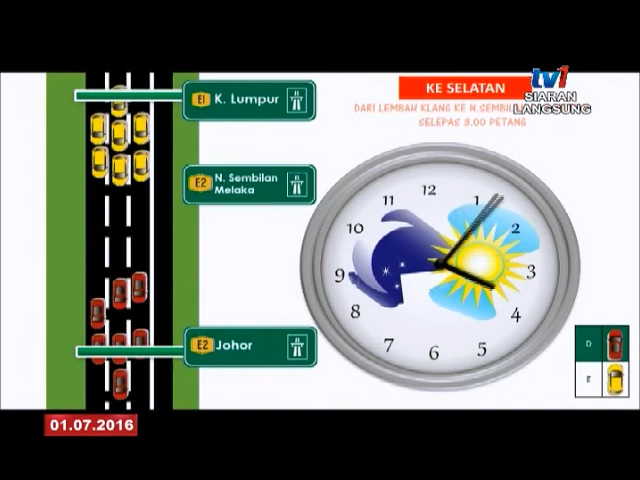 tv1
SIARAN
LANGSUNG
KE SELATAN
DARI LEMBAH KLANG KE N.SEMBIL
SELEPAS 3.00 PETANG
E1 K. Lumpur
E2 N. Sembilan
Melaka
E2 Johor
12
1
2
3
4
5
6
7
8
9
10
11
D
E
01.07.2016